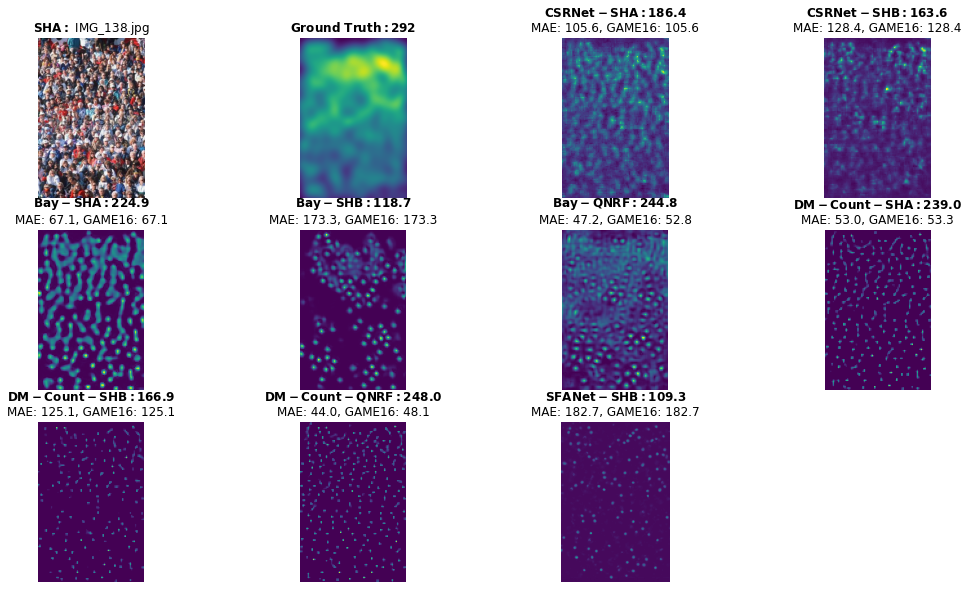 SHA: IMG_138.jpg
Ground Truth:292
CSRNet−SHA:186.4
MAE: 105.6, GAME16: 105.6
CSRNet−SHB:163.6
MAE: 128.4, GAME16: 128.4
Bay−SHA:224.9
MAE: 67.1, GAME16: 67.1
Bay−SHB:118.7
MAE: 173.3, GAME16: 173.3
Bay−QNRF:244.8
MAE: 47.2, GAME16: 52.8
DM−Count−SHA:239.0
MAE: 53.0, GAME16: 53.3
DM−Count−SHB:166.9
MAE: 125.1, GAME16: 125.1
DM−Count−QNRF:248.0
MAE: 44.0, GAME16: 48.1
SFANet−SHB:109.3
MAE: 182.7, GAME16: 182.7